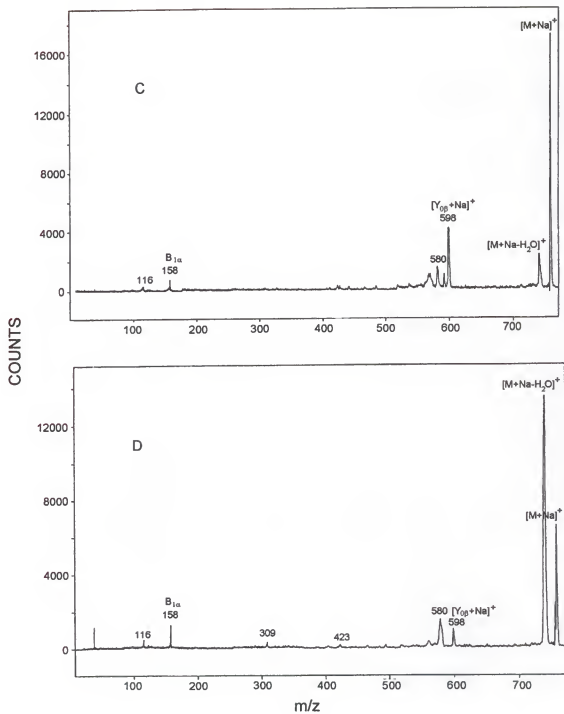 [M+Na]⁺
16000
C
12000
8000
[Y₀β+Na]⁺
598
4000
[M+Na-H₂O]⁺
580
B₁α
158
116
0
100 200 300 400 500 600 700
COUNTS
[M+Na-H₂O]⁺
12000
D
[M+Na]⁺
8000
4000
B₁α
158
580 [Y₀β+Na]⁺
598
116
309
423
0
100 200 300 400 500 600 700
m/z